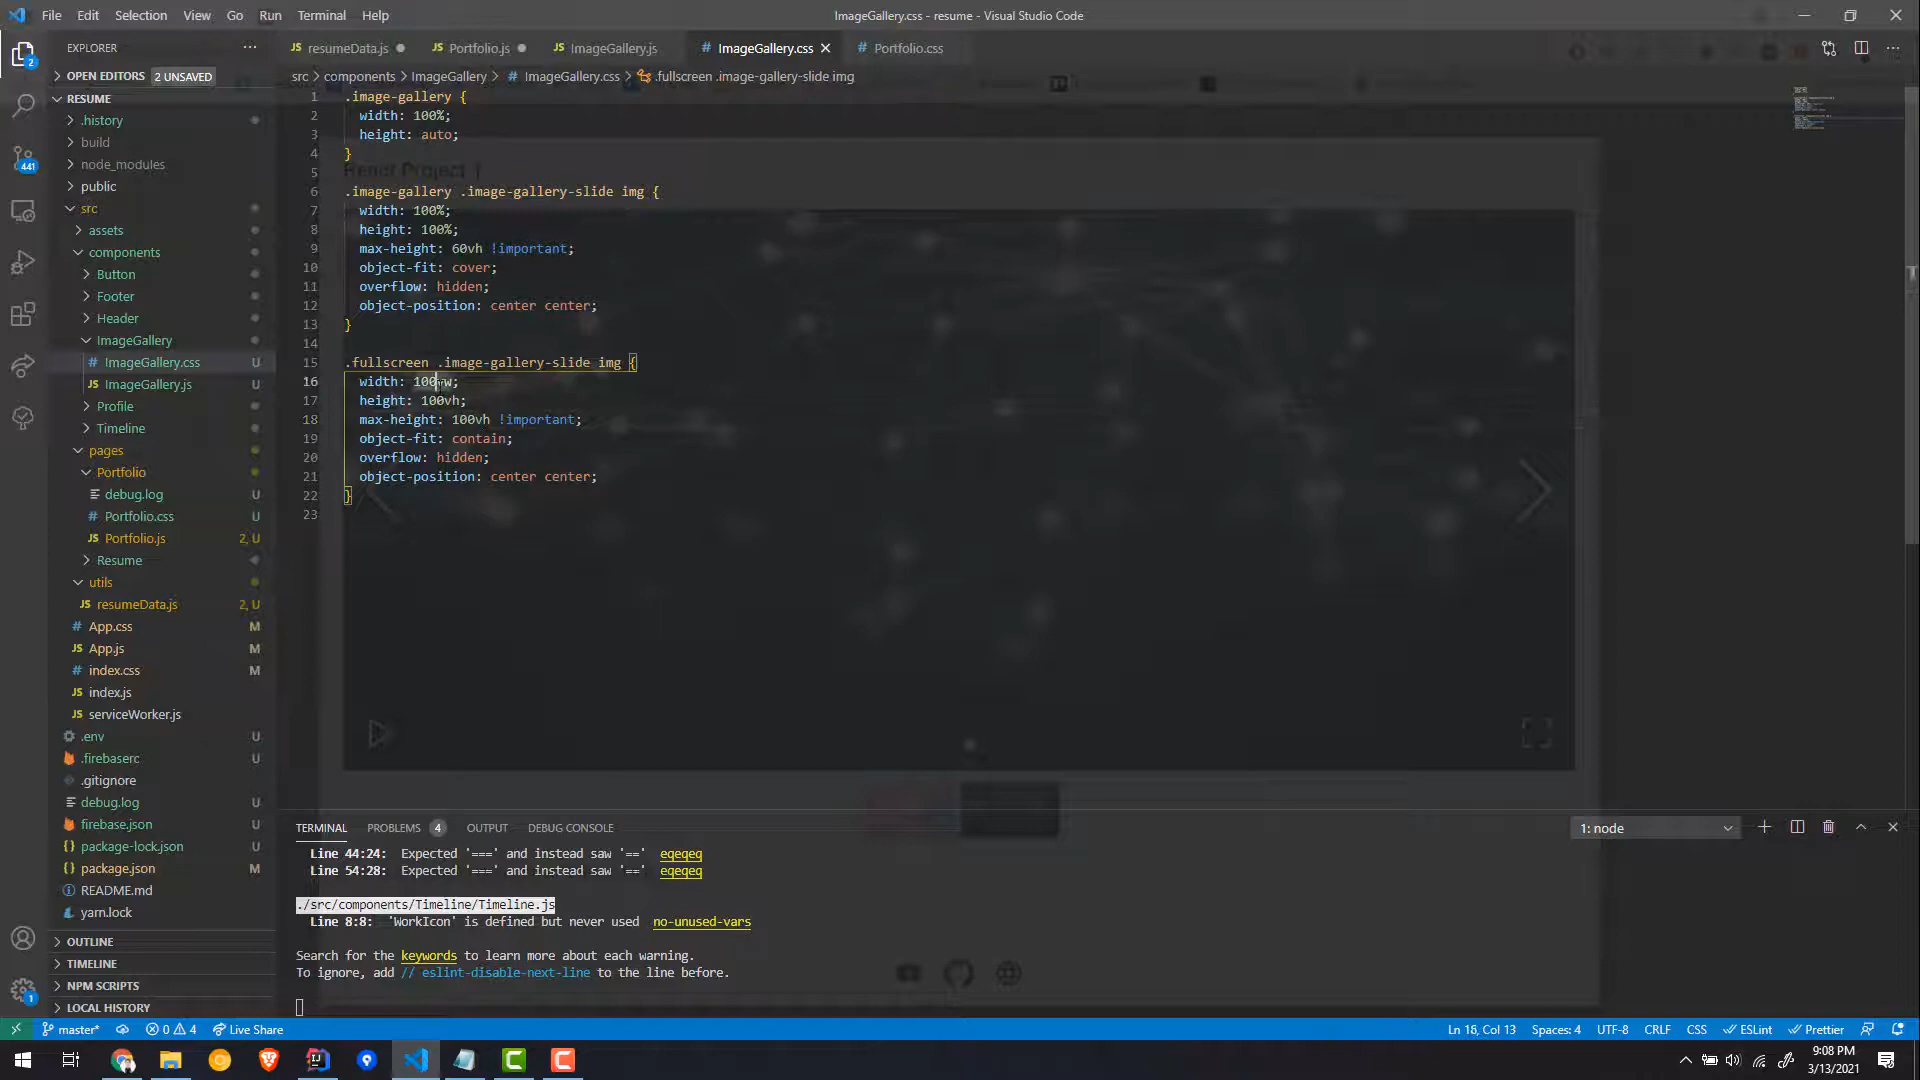 File Edit Selection View Go Run Terminal Help
ImageGallery.css - resume - Visual Studio Code
EXPLORER
resumeData.js
Portfolio.js
ImageGallery.js
ImageGallery.css
Portfolio.css
OPEN EDITORS 2 UNSAVED
src > components > ImageGallery > ImageGallery.css > .fullscreen .image-gallery-slide img
RESUME
.history
build
node_modules
public
src
assets
components
Button
Footer
Header
ImageGallery
ImageGallery.css U
ImageGallery.js U
Profile
Timeline
pages
Portfolio
debug.log U
Portfolio.css U
Portfolio.js 2, U
Resume
utils
resumeData.js 2, U
App.css M
App.js M
index.css M
index.js
serviceWorker.js
.env U
.firebaserc U
.gitignore
debug.log U
firebase.json U
package-lock.json U
package.json M
README.md
yarn.lock
OUTLINE
TIMELINE
NPM SCRIPTS
LOCAL HISTORY
2
441
1
1 .image-gallery {
2 width: 100%;
3 height: auto;
4 }
5
6 .image-gallery .image-gallery-slide img {
7 width: 100%;
8 height: 100%;
9 max-height: 60vh !important;
10 object-fit: cover;
11 overflow: hidden;
12 object-position: center center;
13 }
14
15 .fullscreen .image-gallery-slide img {
16 width: 100vw;
17 height: 100vh;
18 max-height: 100vh !important;
19 object-fit: contain;
20 overflow: hidden;
21 object-position: center center;
22 }
23
React Project 1
TERMINAL PROBLEMS 4 OUTPUT DEBUG CONSOLE
1: node
Line 44:24: Expected '===' and instead saw '==' eqeqeq
Line 54:28: Expected '===' and instead saw '==' eqeqeq
./src/components/Timeline/Timeline.js
Line 8:8: 'WorkIcon' is defined but never used no-unused-vars
Search for the keywords to learn more about each warning.
To ignore, add // eslint-disable-next-line to the line before.
master* 0 4 Live Share
Ln 18, Col 13 Spaces: 4 UTF-8 CRLF CSS ESLint Prettier
9:08 PM
3/13/2021